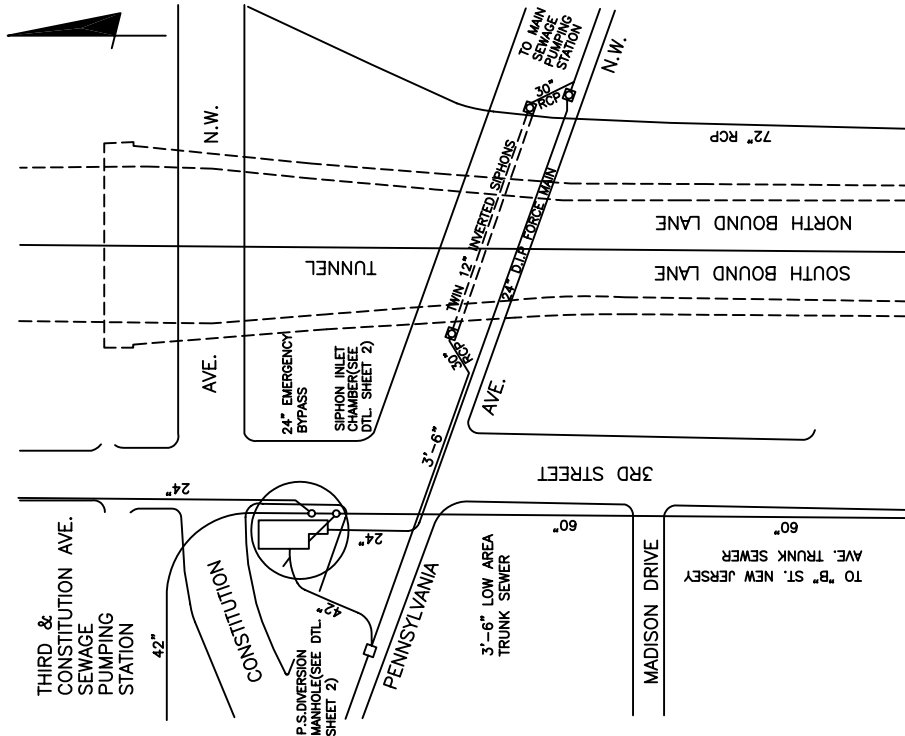 TO MAIN
SEWAGE
PUMPING
STATION
N.W.
N.W.
30"
RCP
72" RCP
TWIN 12" INVERTED SIPHONS
24" D.I.P. FORCE MAIN
NORTH BOUND LANE
TUNNEL
SOUTH BOUND LANE
30"
RCP
AVE.
24" EMERGENCY
BYPASS
SIPHON INLET
CHAMBER(SEE
DTL. SHEET 2)
AVE.
3'-6"
3RD STREET
24"
24"
60"
60"
THIRD &
CONSTITUTION AVE.
SEWAGE
PUMPING
STATION
42"
CONSTITUTION
42"
P.S.DIVERSION
MANHOLE(SEE DTL.
SHEET 2)
PENNSYLVANIA
3'-6" LOW AREA
TRUNK SEWER
MADISON DRIVE
TO "B" ST. NEW JERSEY
AVE. TRUNK SEWER